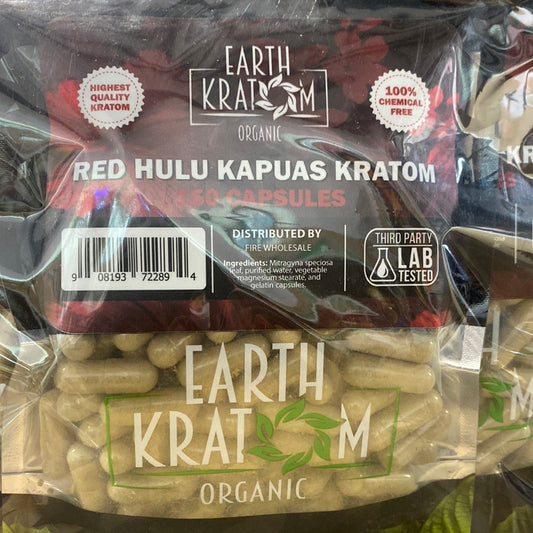 EARTH
KRATOM
ORGANIC
HIGHEST
QUALITY
KRATOM
100%
CHEMICAL
FREE
RED HULU KAPUAS KRATOM
150 CAPSULES
9 08193 72289 4
DISTRIBUTED BY
FIRE WHOLESALE
Ingredients: Mitragyna speciosa
leaf, purified water, vegetable
magnesium stearate, and
gelatin capsules.
THIRD PARTY
LAB
TESTED
EARTH
KRATOM
ORGANIC
KR